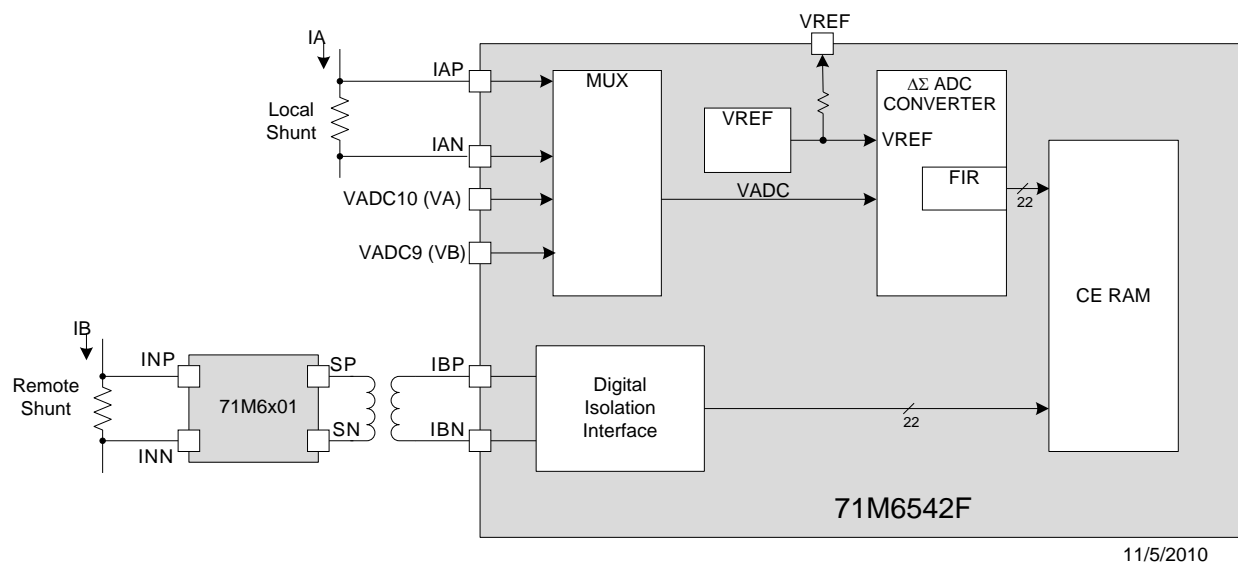 VREF
IA
IAP
Local
Shunt
IAN
VADC10 (VA)
VADC9 (VB)
MUX
VREF
VADC
ΔΣ ADC
CONVERTER
VREF
FIR
22
CE RAM
IB
INP
Remote
Shunt
INN
71M6x01
SP
SN
IBP
IBN
Digital
Isolation
Interface
22
71M6542F
11/5/2010